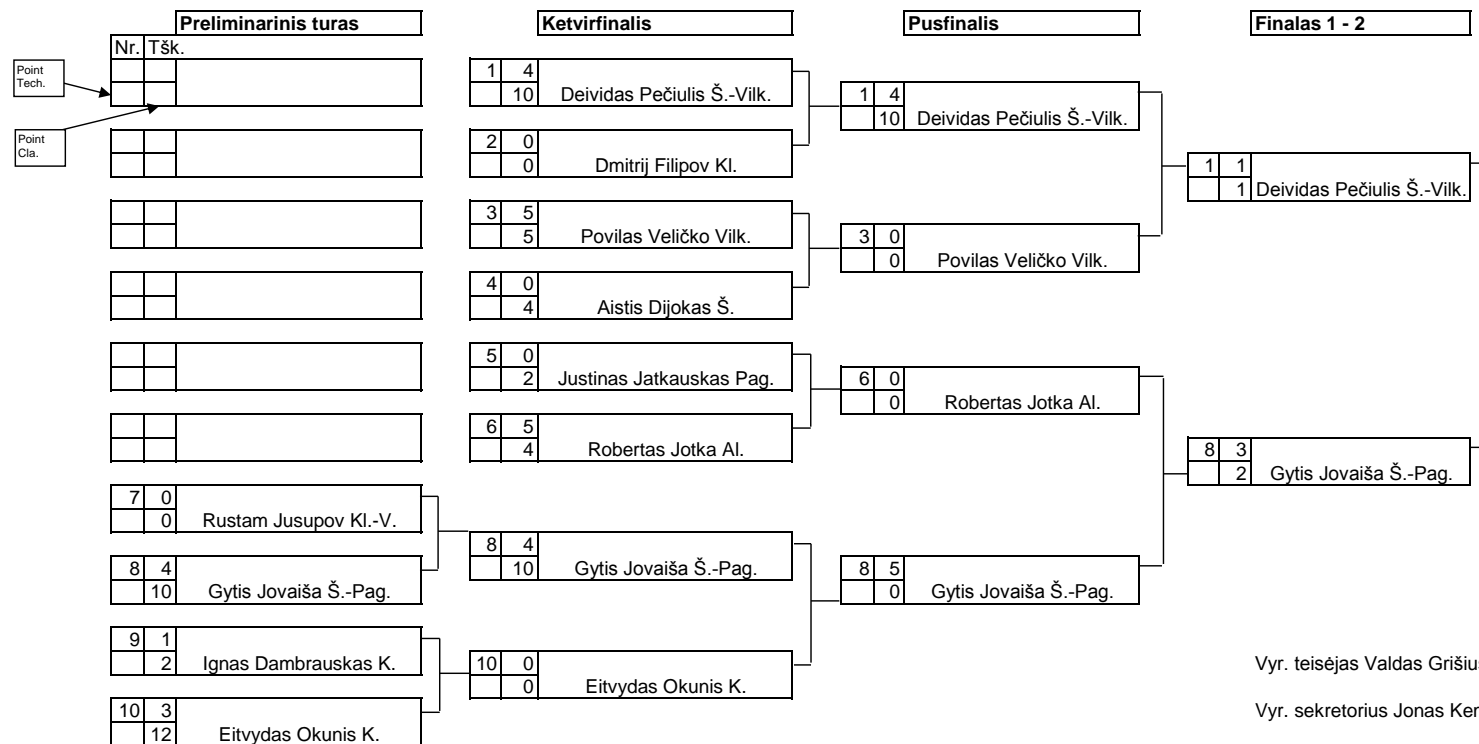 Preliminarinis turas
Nr. Tšk.
Point Tech.
Point Cla.
7 0
0 Rustam Jusupov Kl.-V.
8 4
10 Gytis Jovaiša Š.-Pag.
9 1
2 Ignas Dambrauskas K.
10 3
12 Eitvydas Okunis K.
Ketvirfinalis
1 4
10 Deividas Pečiulis Š.-Vilk.
2 0
0 Dmitrij Filipov Kl.
3 5
5 Povilas Veličko Vilk.
4 0
4 Aistis Dijokas Š.
5 0
2 Justinas Jatkauskas Pag.
6 5
4 Robertas Jotka Al.
8 4
10 Gytis Jovaiša Š.-Pag.
10 0
0 Eitvydas Okunis K.
Pusfinalis
1 4
10 Deividas Pečiulis Š.-Vilk.
3 0
0 Povilas Veličko Vilk.
6 0
0 Robertas Jotka Al.
8 5
0 Gytis Jovaiša Š.-Pag.
Finalas 1 - 2
1 1
1 Deividas Pečiulis Š.-Vilk.
8 3
2 Gytis Jovaiša Š.-Pag.
Vyr. teisėjas Valdas
Vyr. sekretorius Jonas